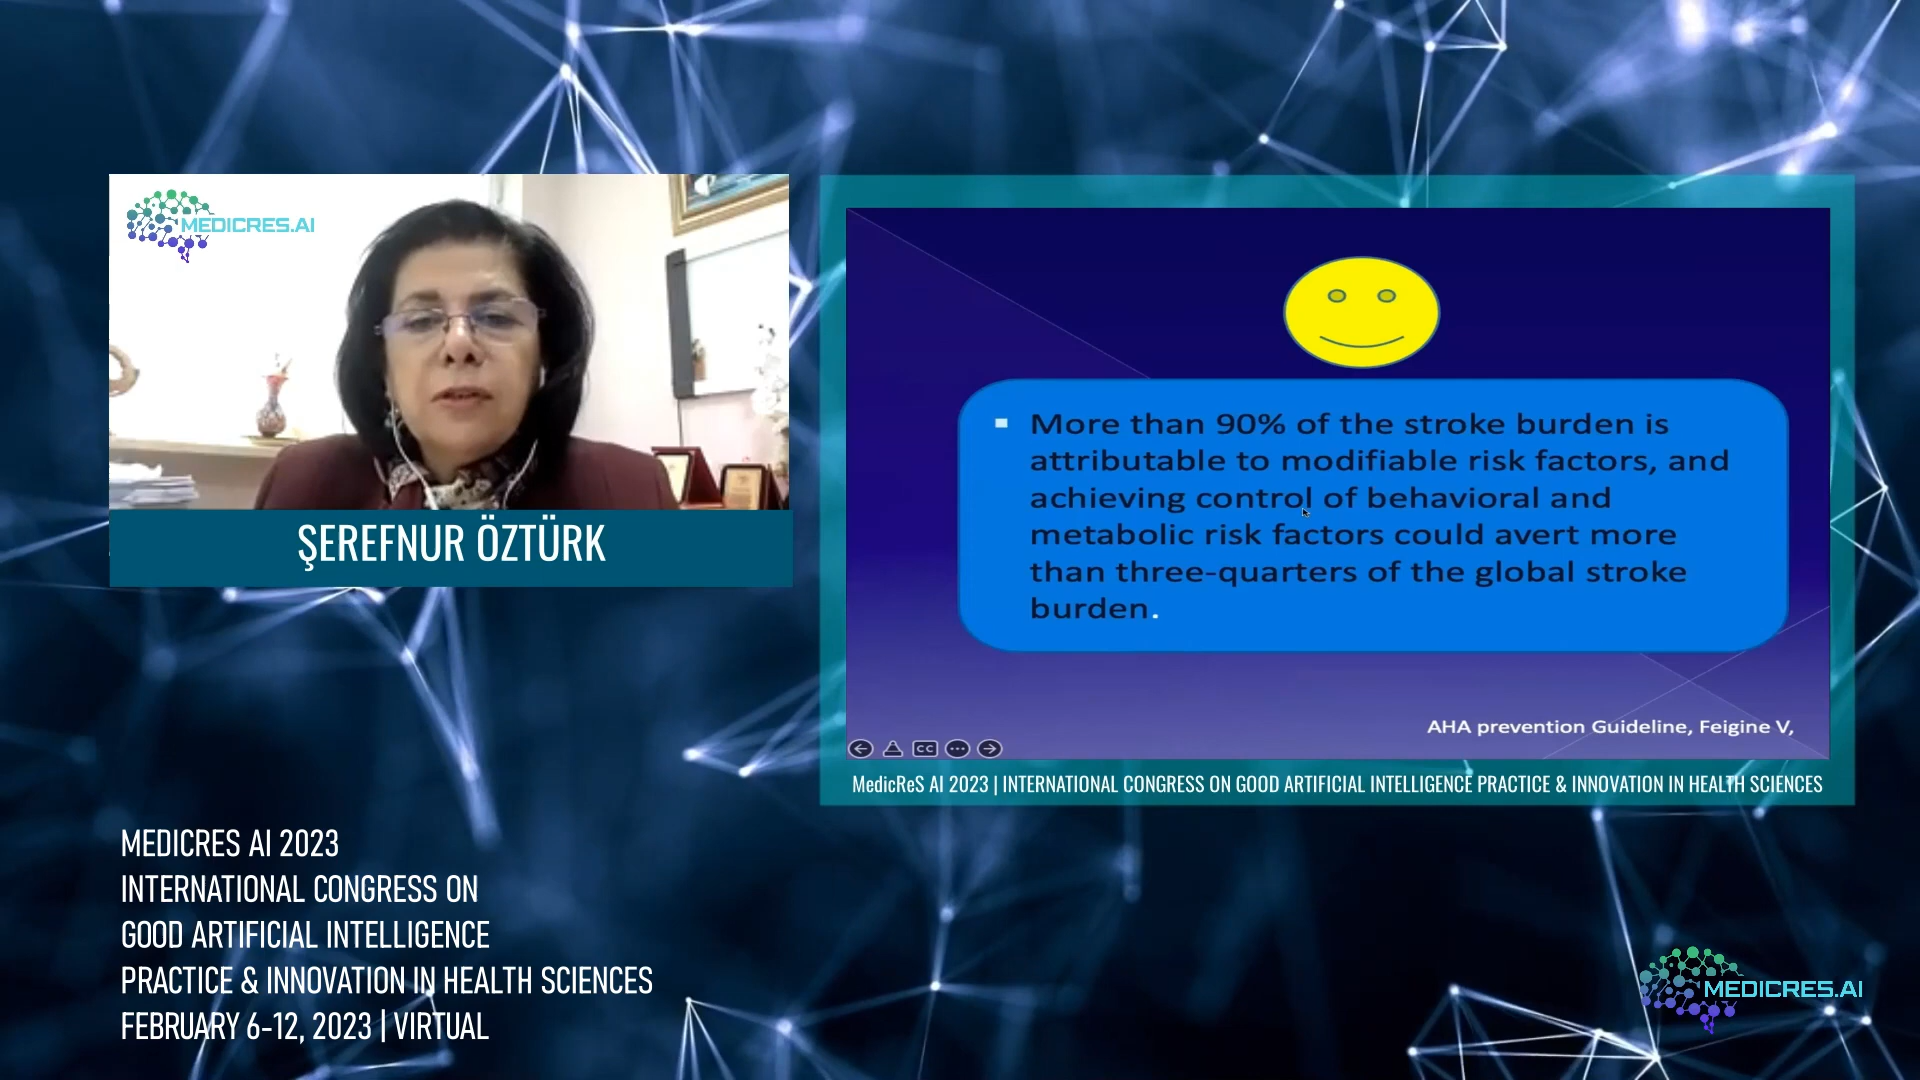 MEDICRES.AI
ŞEREFNUR ÖZTÜRK
More than 90% of the stroke burden is
attributable to modifiable risk factors, and
achieving control of behavioral and
metabolic risk factors could avert more
than three-quarters of the global stroke
burden.
AHA prevention Guideline, Feigine V,
CC
MedicReS AI 2023 | INTERNATIONAL CONGRESS ON GOOD ARTIFICIAL INTELLIGENCE PRACTICE & INNOVATION IN HEALTH SCIENCES
MEDICRES AI 2023
INTERNATIONAL CONGRESS ON
GOOD ARTIFICIAL INTELLIGENCE
PRACTICE & INNOVATION IN HEALTH SCIENCES
FEBRUARY 6-12, 2023 | VIRTUAL
MEDICRES.AI